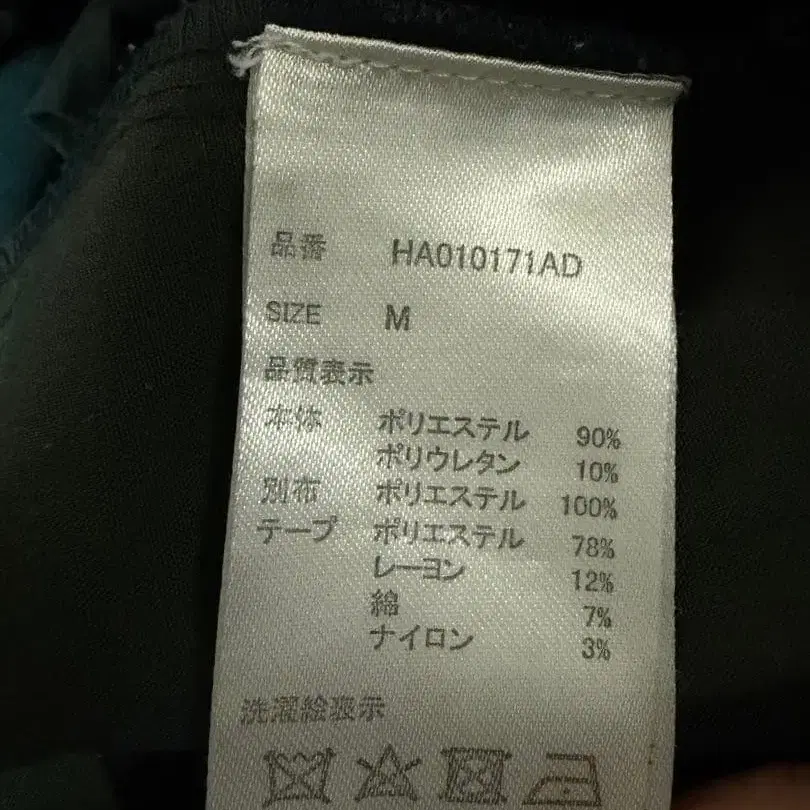 品番 HA010171AD
SIZE M
品質表示
本体 ポリエステル 90%
ポリウレタン 10%
別布 ポリエステル 100%
テープ ポリエステル 78%
レーヨン 12%
綿 7%
ナイロン 3%
洗濯絵表示